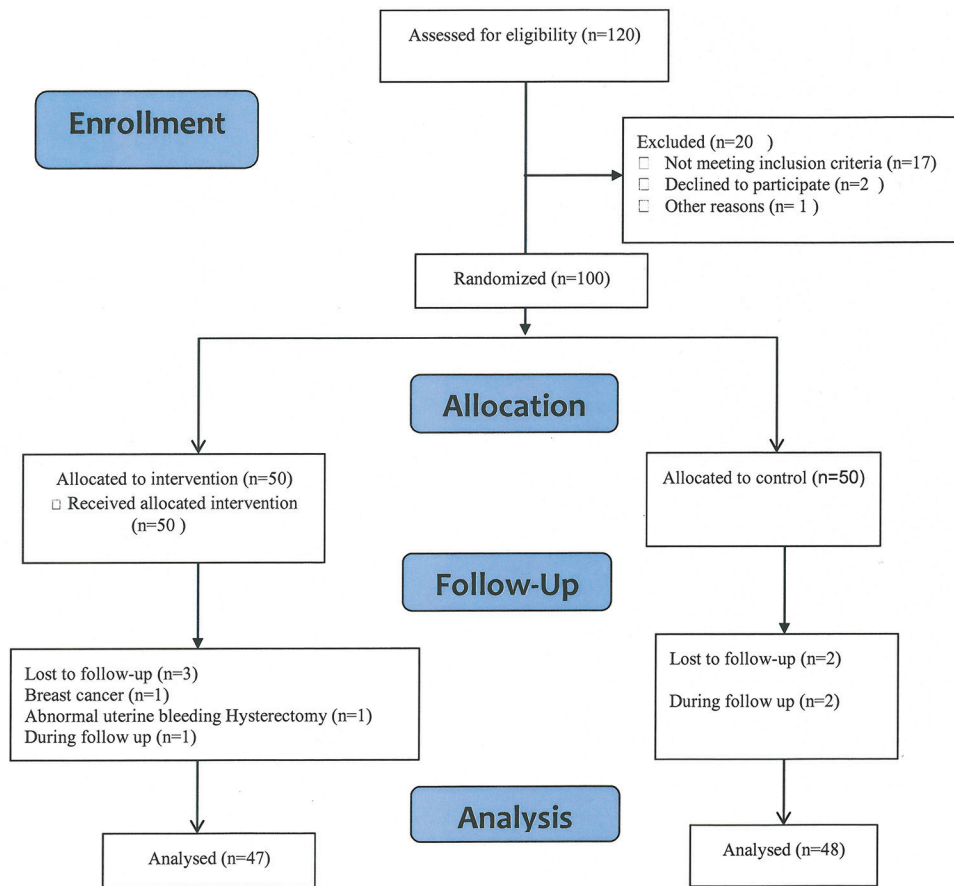 Assessed for eligibility (n=120)
Enrollment
Excluded (n=20 )
□ Not meeting inclusion criteria (n=17)
□ Declined to participate (n=2 )
□ Other reasons (n= 1 )
Randomized (n=100)
Allocation
Allocated to intervention (n=50)
□ Received allocated intervention
(n=50 )
Allocated to control (n=50)
Follow-Up
Lost to follow-up (n=3)
Breast cancer (n=1)
Abnormal uterine bleeding Hysterectomy (n=1)
During follow up (n=1)
Lost to follow-up (n=2)
During follow up (n=2)
Analysis
Analysed (n=47)
Analysed (n=48)